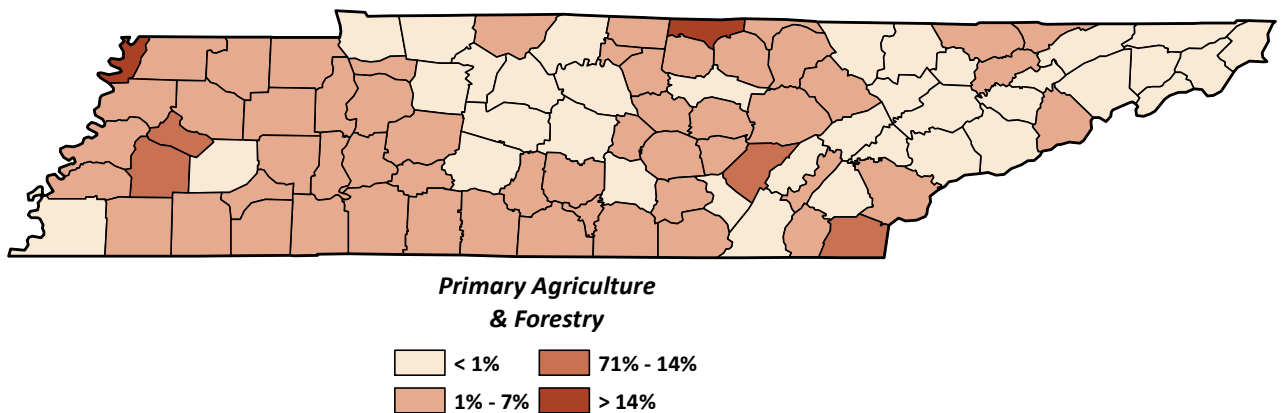 Primary Agriculture
& Forestry
< 1%
71% - 14%
1% - 7%
> 14%